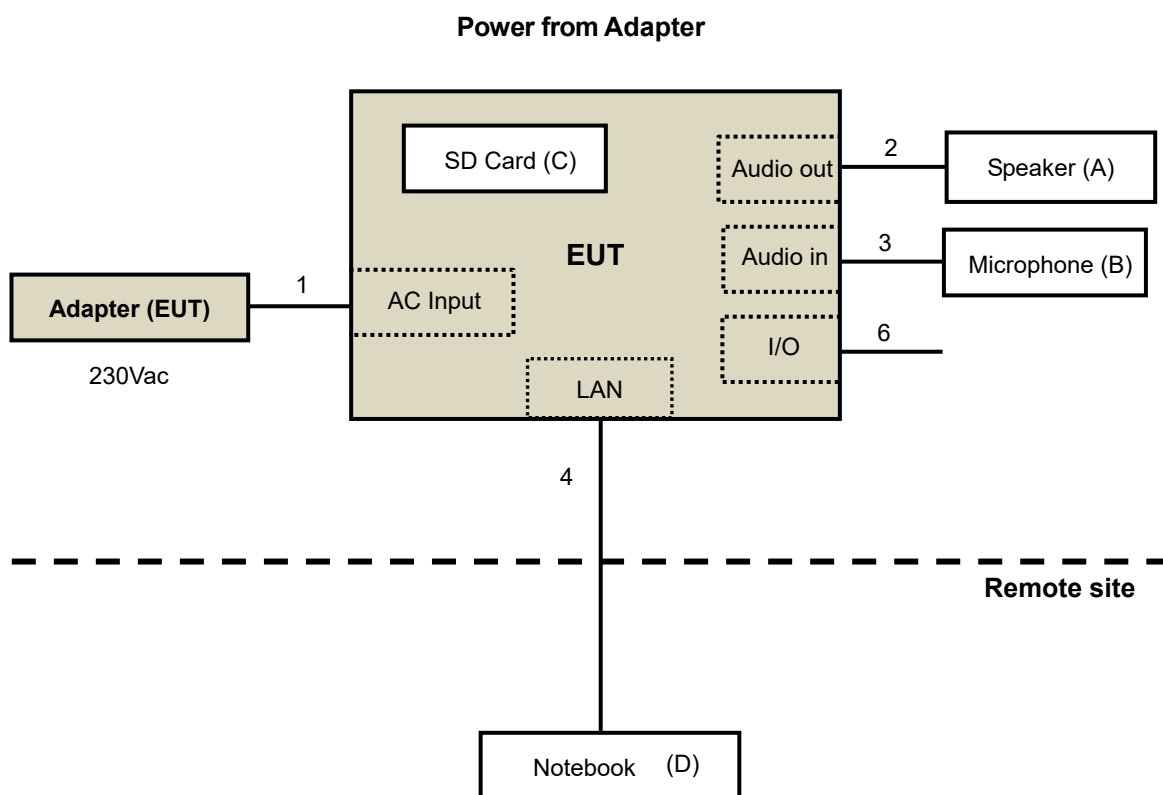 Power from Adapter
SD Card (C)
Audio out
2
Speaker (A)
EUT
Audio in
3
Microphone (B)
Adapter (EUT)
1
AC Input
I/O
6
230Vac
LAN
4
Remote site
Notebook (D)